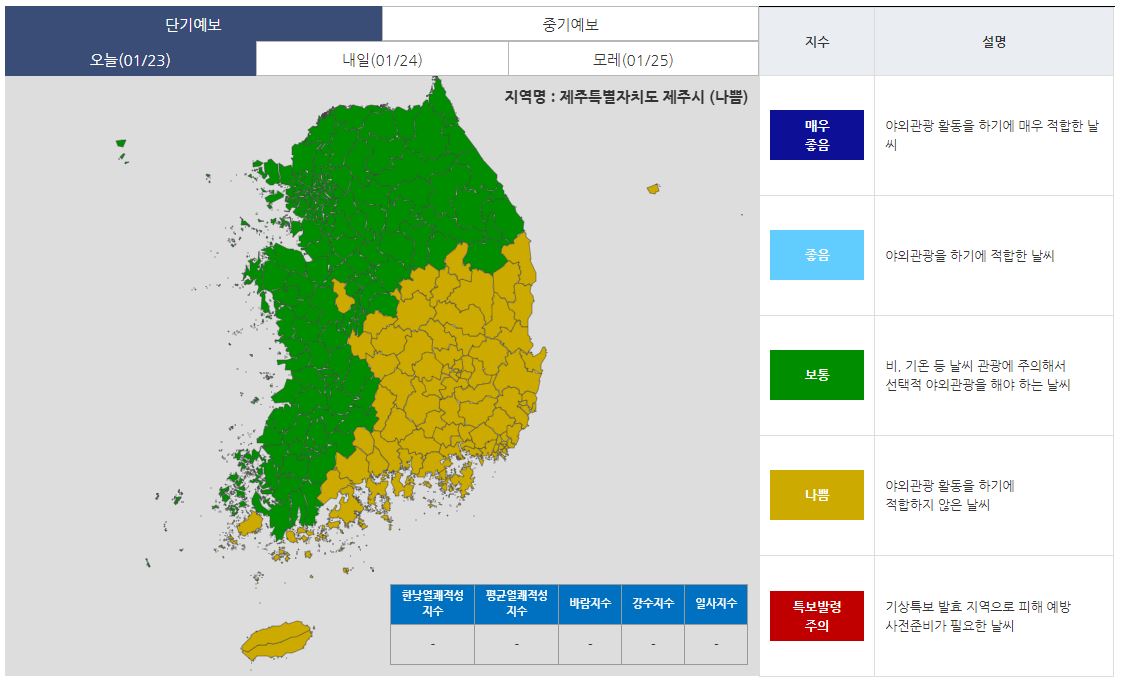 단기예보
중기예보
오늘(01/23)
내일(01/24)
모레(01/25)
지역명 : 제주특별자치도 제주시 (나쁨)
한낮열쾌적성
지수
평균열쾌적성
지수
바람지수
강수지수
일사지수
-
-
-
-
-
지수
설명
매우
좋음
야외관광 활동을 하기에 매우 적합한 날
씨
좋음
야외관광을 하기에 적합한 날씨
보통
비, 기온 등 날씨 관광에 주의해서
선택적 야외관광을 해야 하는 날씨
나쁨
야외관광 활동을 하기에
적합하지 않은 날씨
특보발령
주의
기상특보 발효 지역으로 피해 예방
사전준비가 필요한 날씨